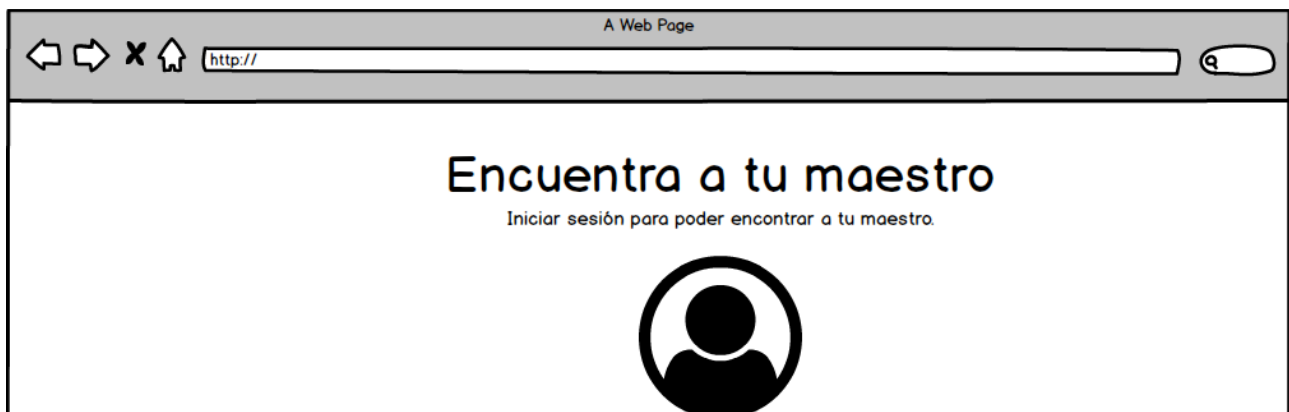 A Web Page
http://
Encuentra a tu maestro
Iniciar sesión para poder encontrar a tu maestro.